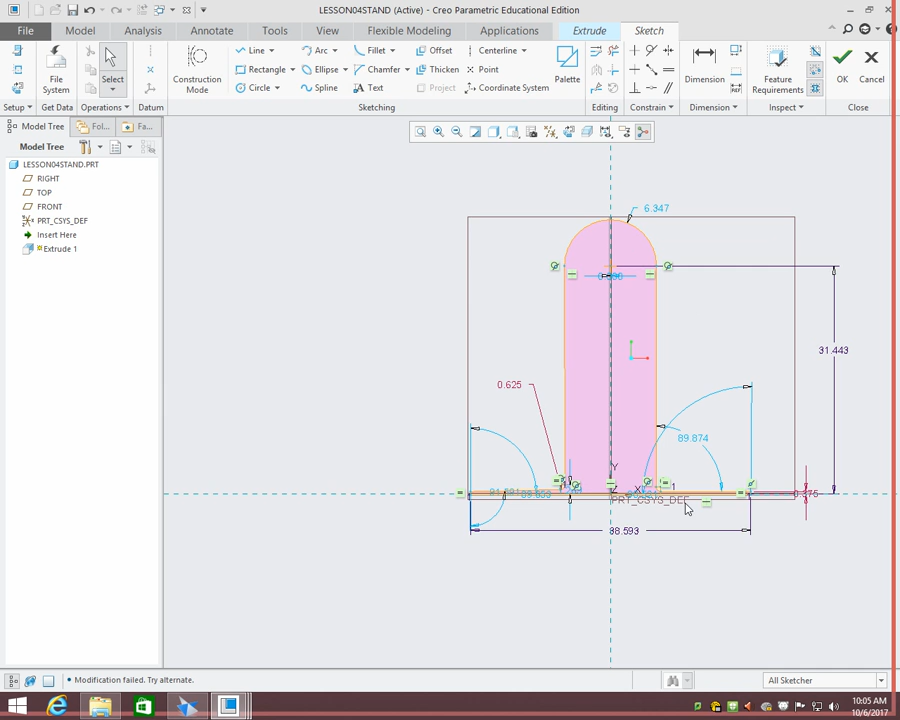 LESSON04STAND (Active) - Creo Parametric Educational Edition
Extrude
Sketch
File
Model
Analysis
Annotate
Tools
View
Flexible Modeling
Applications
File System
Select
Construction Mode
Line
Arc
Fillet
Offset
Centerline
Rectangle
Ellipse
Chamfer
Thicken
Point
Circle
Spline
Text
Project
Coordinate System
Palette
Dimension
Feature Requirements
OK
Cancel
Setup
Get Data
Operations
Datum
Sketching
Editing
Constrain
Dimension
Inspect
Close
Model Tree
Fol...
Fa...
Model Tree
LESSON04STAND.PRT
RIGHT
TOP
FRONT
PRT_CSYS_DEF
Insert Here
Extrude 1
6.347
31.443
0.625
89.874
Y
X
Z
1
PRT_CSYS_DEF
38.593
Modification failed. Try alternate.
All Sketcher
10:05 AM
10/6/2017